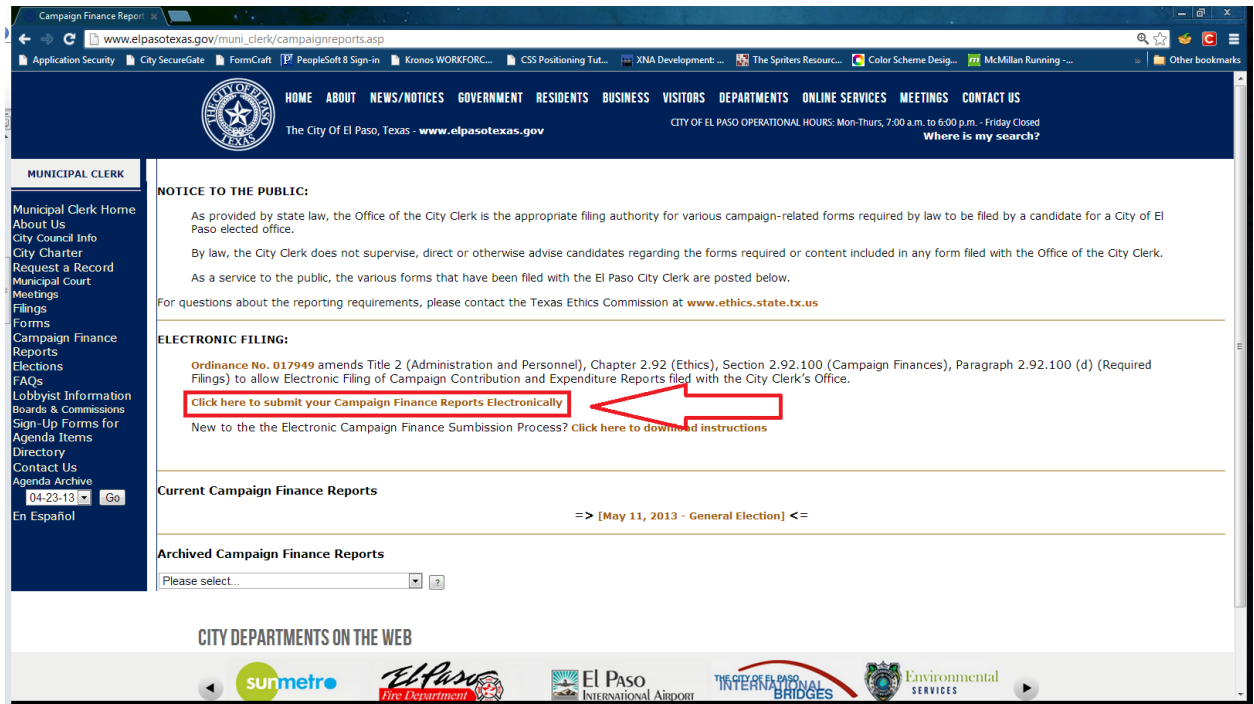 Campaign Finance Report
www.elpasotexas.gov/muni_clerk/campaignreports.asp
Application Security City SecureGate FormCraft PeopleSoft 8 Sign-in Kronos WORKFORC... CSS Positioning Tut... XNA Development: ... The Spriters Resourc... Color Scheme Desig... McMillan Running -... » Other bookmarks
THE CITY OF EL PASO TEXAS
HOME ABOUT NEWS/NOTICES GOVERNMENT RESIDENTS BUSINESS VISITORS DEPARTMENTS ONLINE SERVICES MEETINGS CONTACT US
The City Of El Paso, Texas - www.elpasotexas.gov
CITY OF EL PASO OPERATIONAL HOURS: Mon-Thurs, 7:00 a.m. to 6:00 p.m. - Friday Closed
Where is my search?
MUNICIPAL CLERK
Municipal Clerk Home
About Us
City Council Info
City Charter
Request a Record
Municipal Court
Meetings
Filings
Forms
Campaign Finance
Reports
Elections
FAQs
Lobbyist Information
Boards & Commissions
Sign-Up Forms for
Agenda Items
Directory
Contact Us
Agenda Archive
04-23-13 Go
En Español
NOTICE TO THE PUBLIC:
As provided by state law, the Office of the City Clerk is the appropriate filing authority for various campaign-related forms required by law to be filed by a candidate for a City of El
Paso elected office.
By law, the City Clerk does not supervise, direct or otherwise advise candidates regarding the forms required or content included in any form filed with the Office of the City Clerk.
As a service to the public, the various forms that have been filed with the El Paso City Clerk are posted below.
For questions about the reporting requirements, please contact the Texas Ethics Commission at www.ethics.state.tx.us
ELECTRONIC FILING:
Ordinance No. 017949 amends Title 2 (Administration and Personnel), Chapter 2.92 (Ethics), Section 2.92.100 (Campaign Finances), Paragraph 2.92.100 (d) (Required
Filings) to allow Electronic Filing of Campaign Contribution and Expenditure Reports filed with the City Clerk's Office.
Click here to submit your Campaign Finance Reports Electronically
New to the the Electronic Campaign Finance Sumbission Process? Click here to download instructions
Current Campaign Finance Reports
=> [May 11, 2013 - General Election] <=
Archived Campaign Finance Reports
Please select... ?
CITY DEPARTMENTS ON THE WEB
sunmetro
El Paso
Fire Department
El Paso
International Airport
THE CITY OF EL PASO
INTERNATIONAL
BRIDGES
Environmental
SERVICES